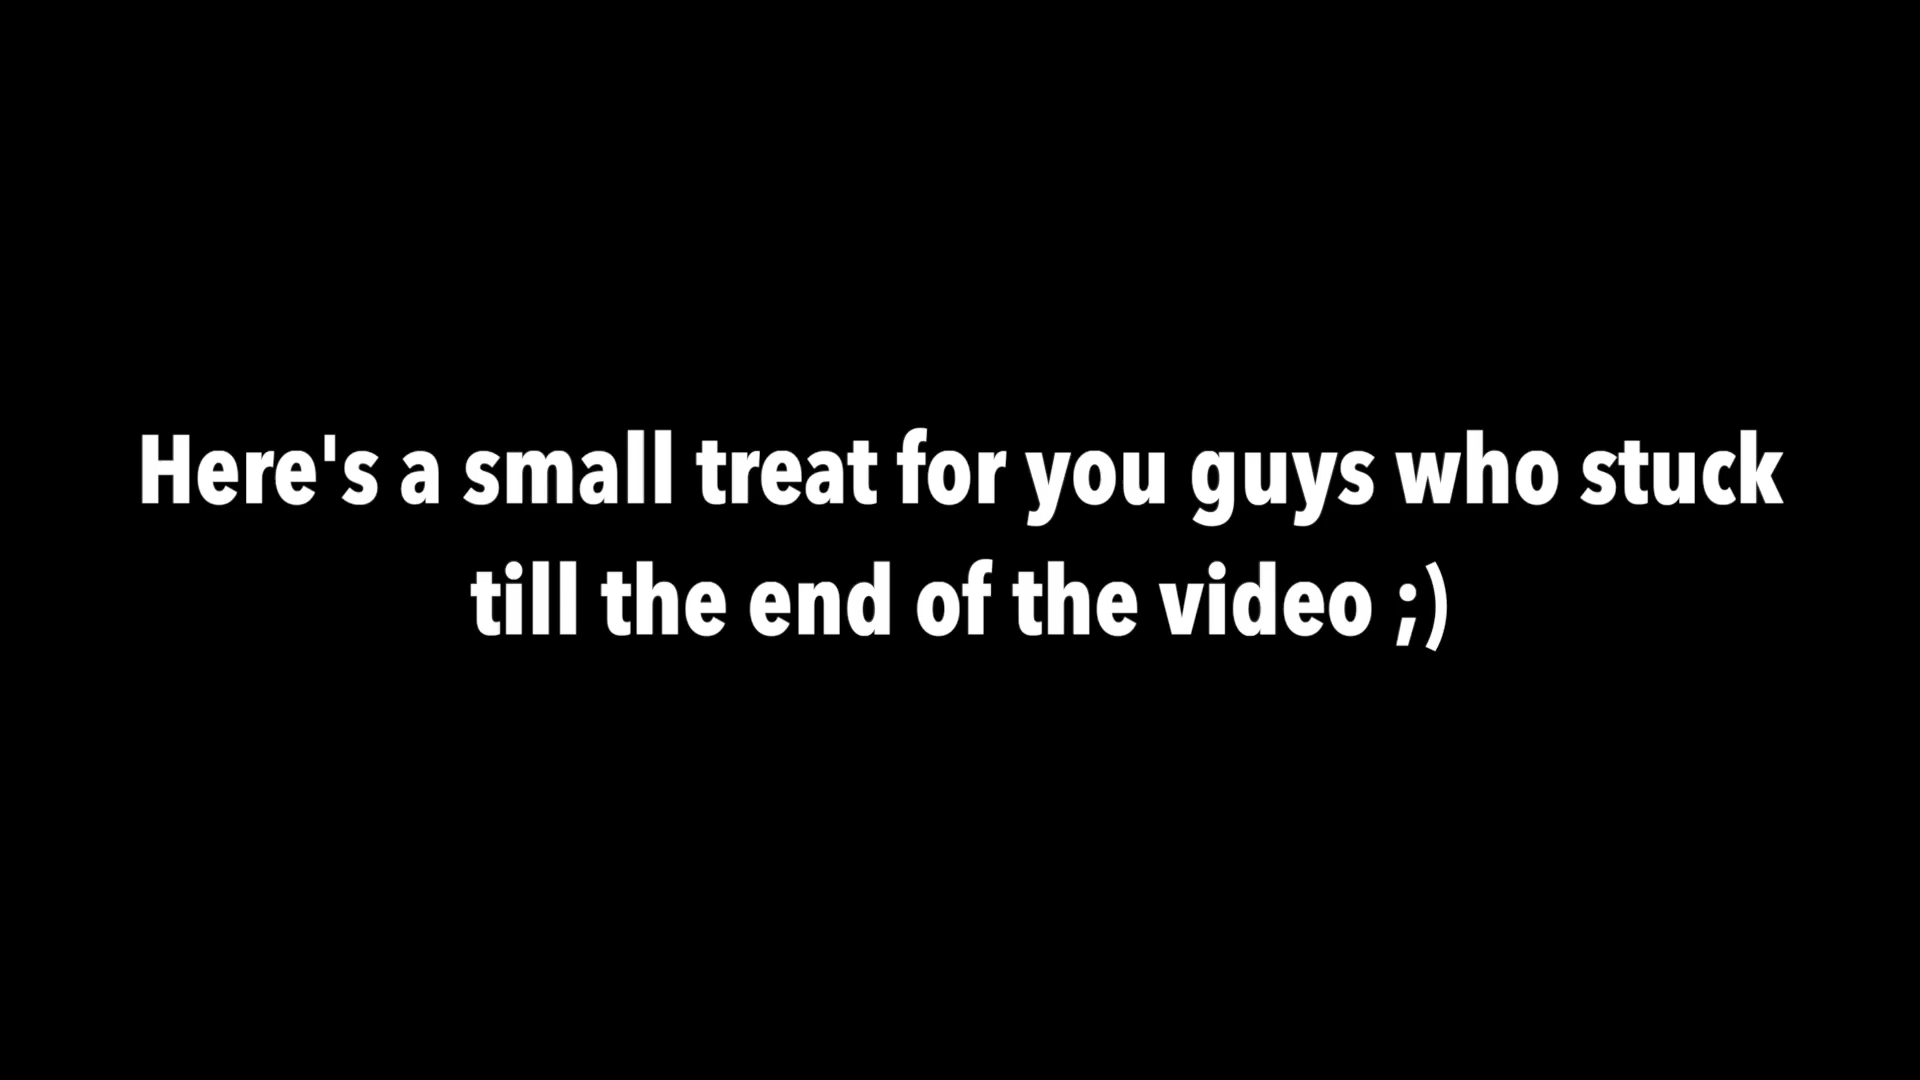 Here's a small treat for you guys who stuck
till the end of the video ;)